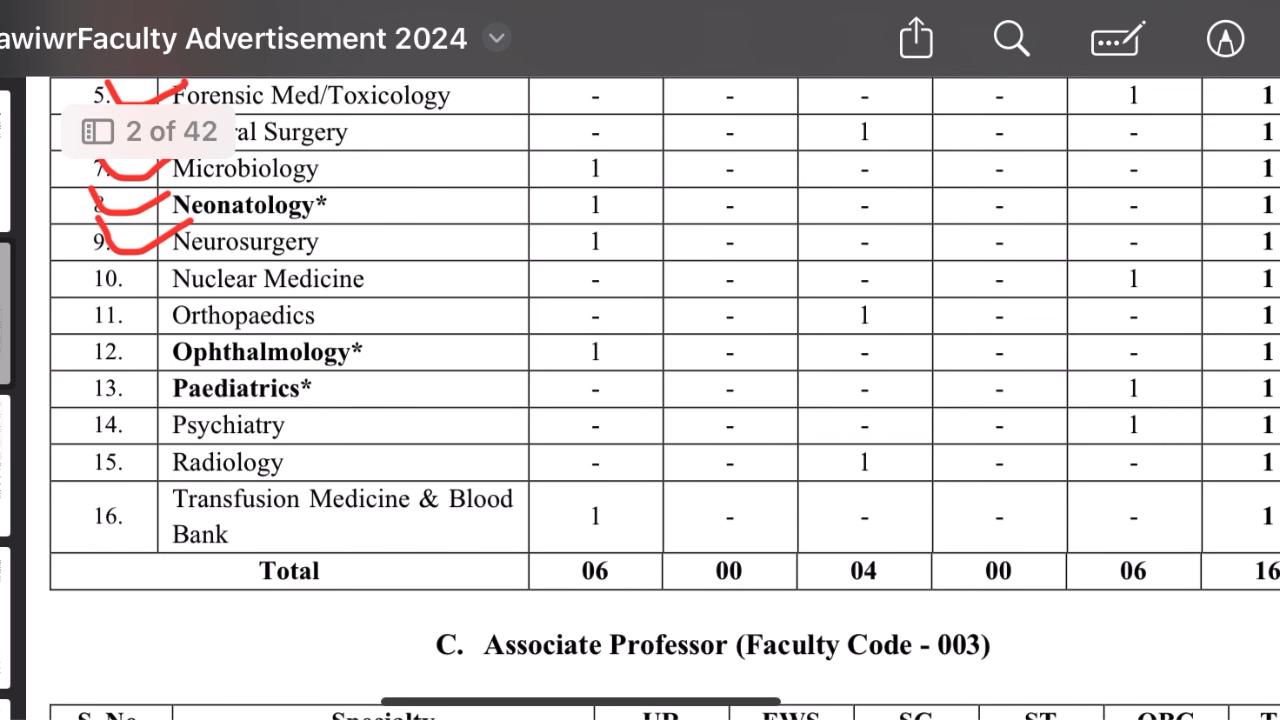 awiwrFaculty Advertisement 2024
5. Forensic Med/Toxicology - - - - 1 1
2 of 42
ral Surgery - - 1 - - 1
7. Microbiology 1 - - - - 1
8. Neonatology* 1 - - - - 1
9. Neurosurgery 1 - - - - 1
10. Nuclear Medicine - - - - 1 1
11. Orthopaedics - - 1 - - 1
12. Ophthalmology* 1 - - - - 1
13. Paediatrics* - - - - 1 1
14. Psychiatry - - - - 1 1
15. Radiology - - 1 - - 1
16. Transfusion Medicine & Blood Bank 1 - - - - 1
Total 06 00 04 00 06 16
C. Associate Professor (Faculty Code - 003)
S. No. Specialty UR EWS SC ST OBC